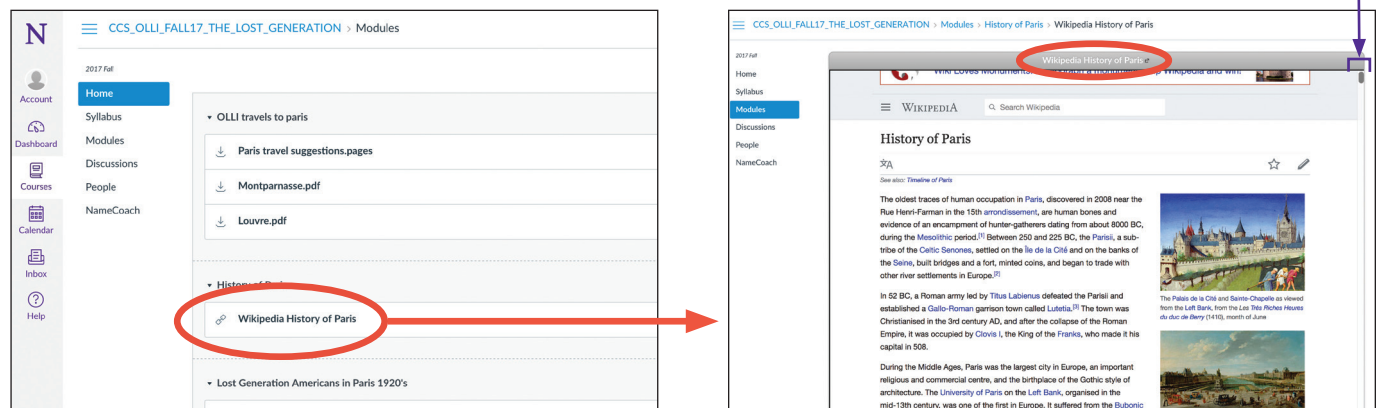 N
CCS_OLLI_FALL17_THE_LOST_GENERATION > Modules
2017 Fall
Account
Dashboard
Courses
Calendar
Inbox
Help
Home
Syllabus
Modules
Discussions
People
NameCoach
OLLI travels to paris
Paris travel suggestions.pages
Montparnasse.pdf
Louvre.pdf
History of Paris
Wikipedia History of Paris
Lost Generation Americans in Paris 1920's
CCS_OLLI_FALL17_THE_LOST_GENERATION > Modules > History of Paris > Wikipedia History of Paris
2017 Fall
Home
Syllabus
Modules
Discussions
People
NameCoach
Wikipedia History of Paris
Wiki Loves Monuments: Photograph a monument, help Wikipedia and win!
WIKIPEDIA
Search Wikipedia
History of Paris
文A
See also: Timeline of Paris
The oldest traces of human occupation in Paris, discovered in 2008 near the
Rue Henri-Farman in the 15th arrondissement, are human bones and
evidence of an encampment of hunter-gatherers dating from about 8000 BC,
during the Mesolithic period.[1] Between 250 and 225 BC, the Parisii, a sub-
tribe of the Celtic Senones, settled on the Île de la Cité and on the banks of
the Seine, built bridges and a fort, minted coins, and began to trade with
other river settlements in Europe.[2]
In 52 BC, a Roman army led by Titus Labienus defeated the Parisii and
established a Gallo-Roman garrison town called Lutetia.[3] The town was
Christianised in the 3rd century AD, and after the collapse of the Roman
Empire, it was occupied by Clovis I, the King of the Franks, who made it his
capital in 508.
During the Middle Ages, Paris was the largest city in Europe, an important
religious and commercial centre, and the birthplace of the Gothic style of
architecture. The University of Paris on the Left Bank, organised in the
mid-13th century, was one of the first in Europe. It suffered from the Bubonic
The Palais de la Cité and Sainte-Chapelle as viewed
from the Left Bank, from the Les Très Riches Heures
du duc de Berry (1410), month of June